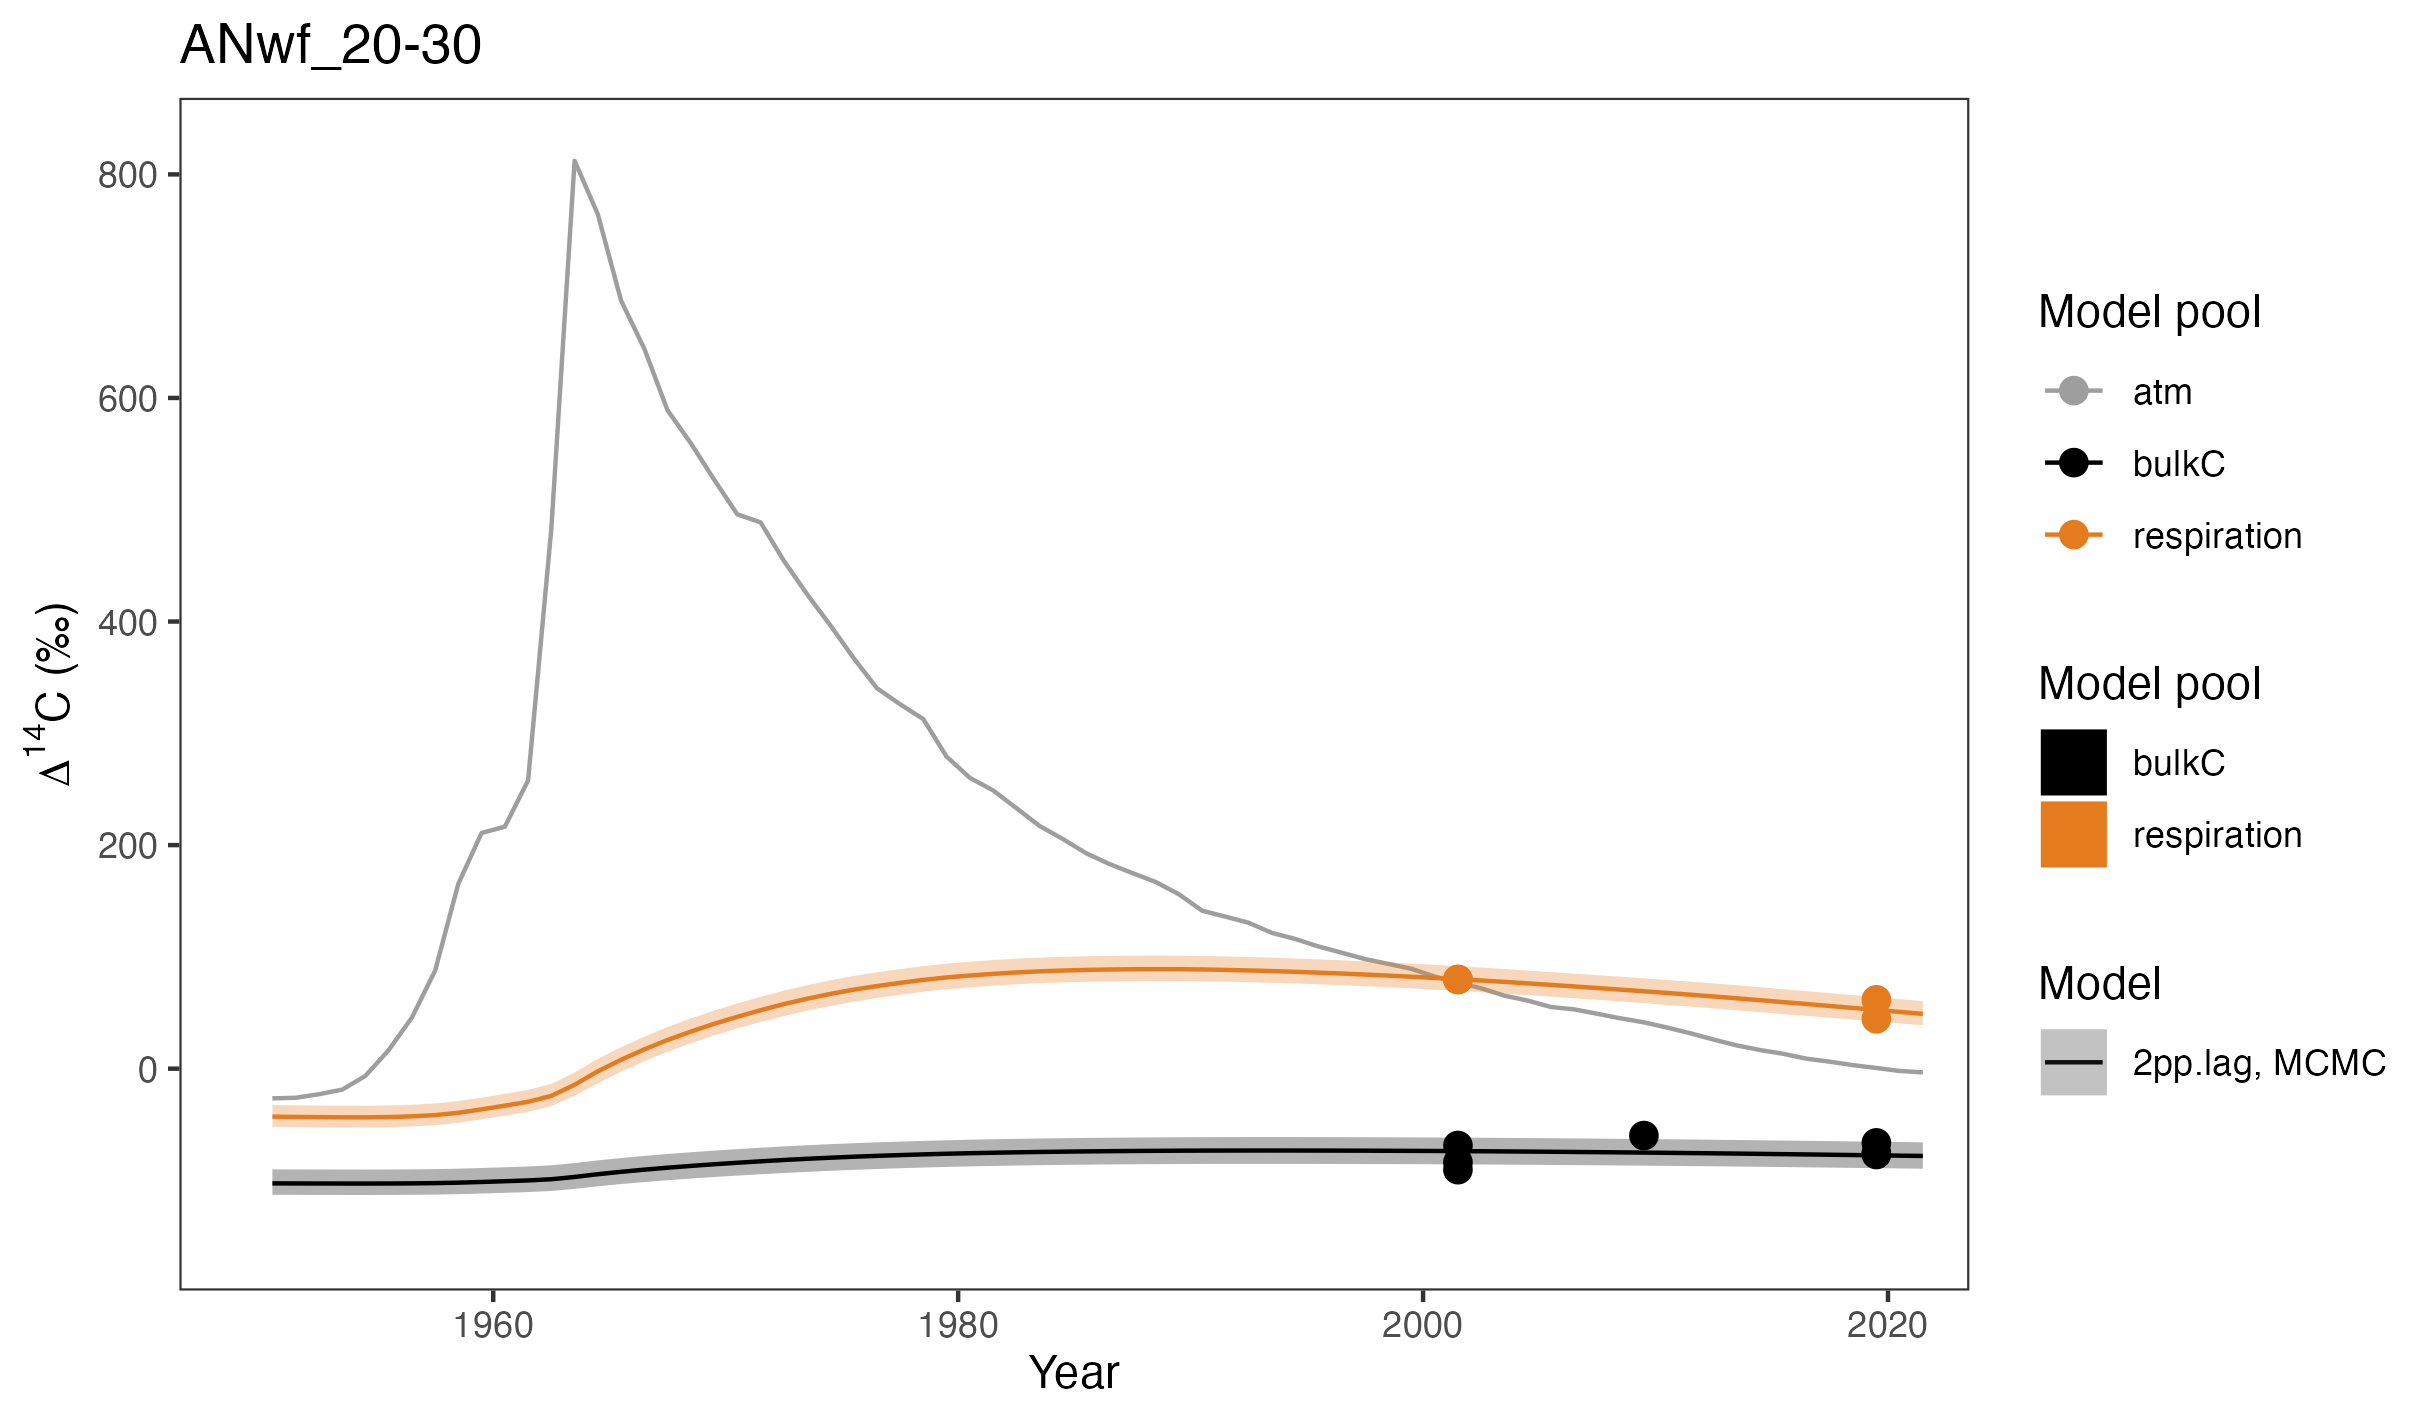 ANwf_20-30
800
600
400
200
0
Δ¹⁴C (‰)
1960
1980
2000
2020
Year
Model pool
atm
bulkC
respiration
Model pool
bulkC
respiration
Model
2pp.lag, MCMC